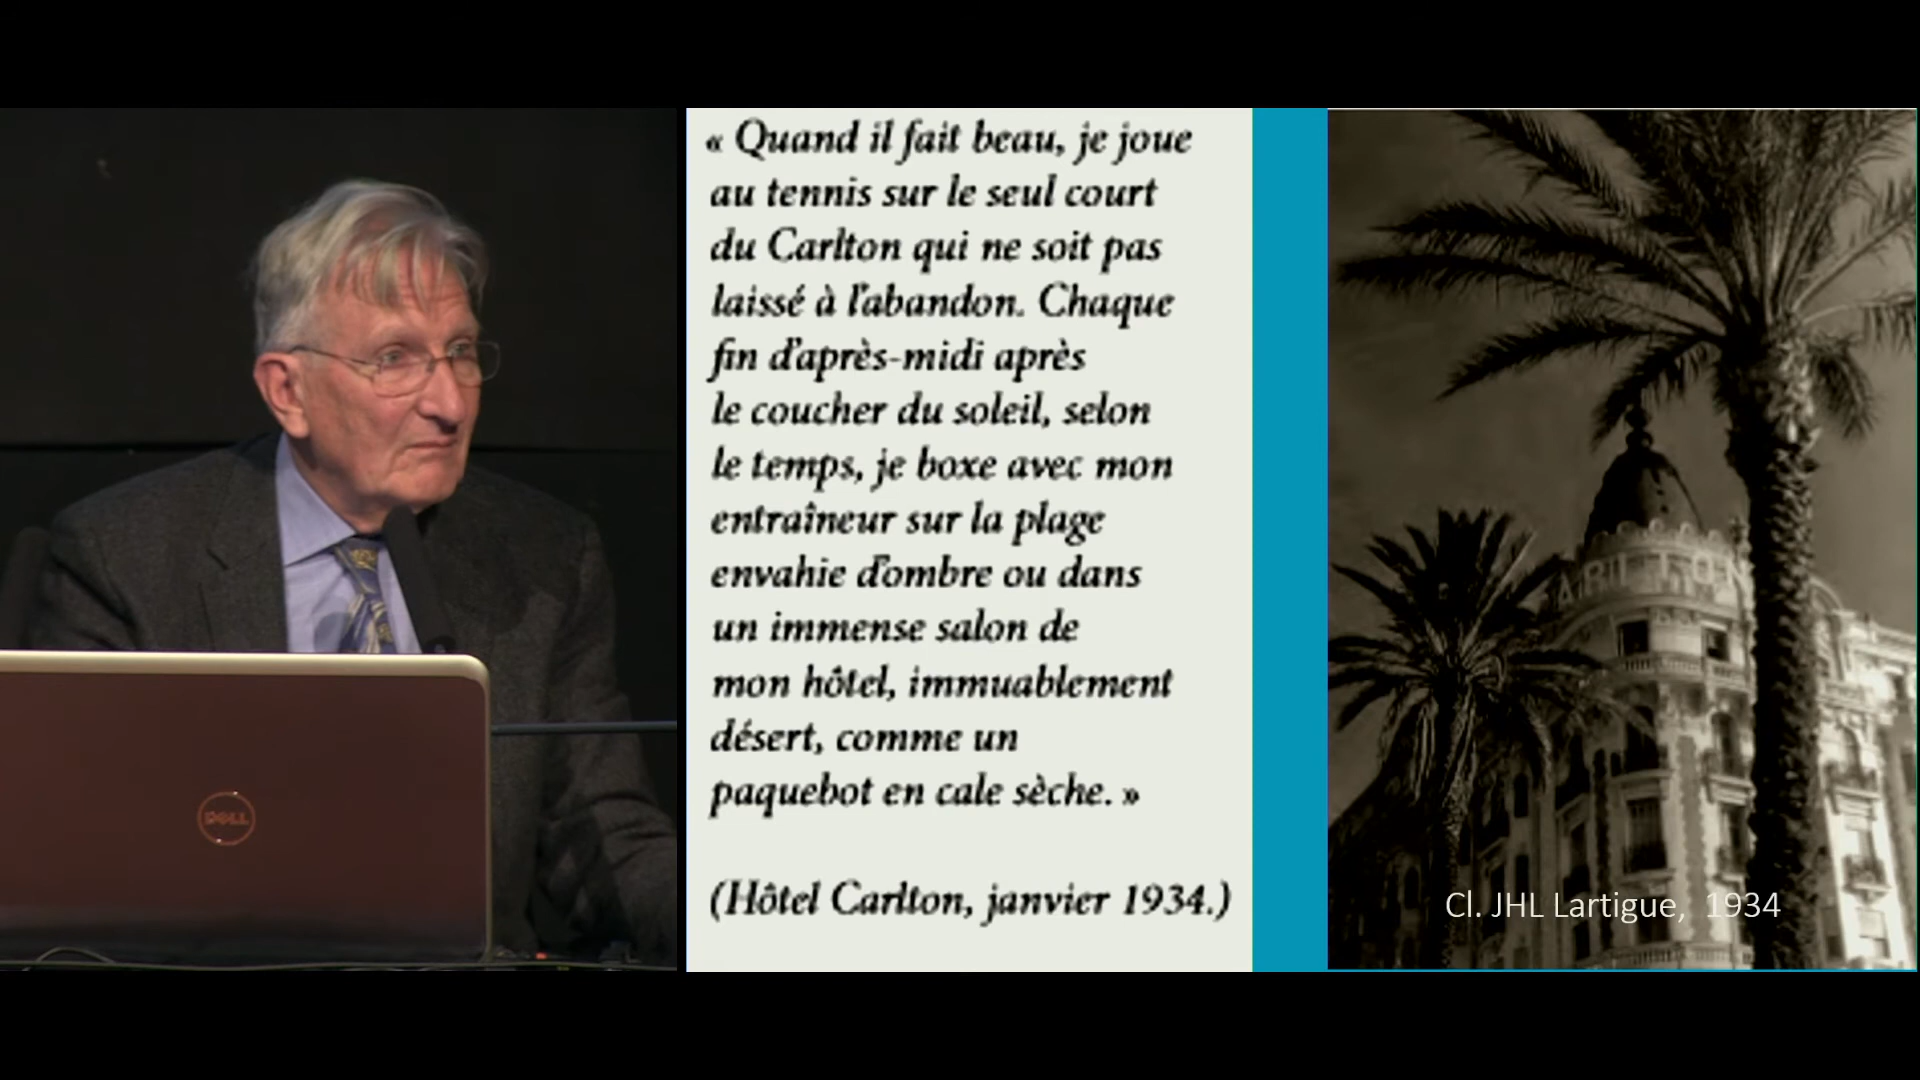 « Quand il fait beau, je joue
au tennis sur le seul court
du Carlton qui ne soit pas
laissé à l'abandon. Chaque
fin d'après-midi après
le coucher du soleil, selon
le temps, je boxe avec mon
entraîneur sur la plage
envahie d'ombre ou dans
un immense salon de
mon hôtel, immuablement
désert, comme un
paquebot en cale sèche. »
(Hôtel Carlton, janvier 1934.)
DELL
ARLTON
Cl. JHL Lartigue, 1934